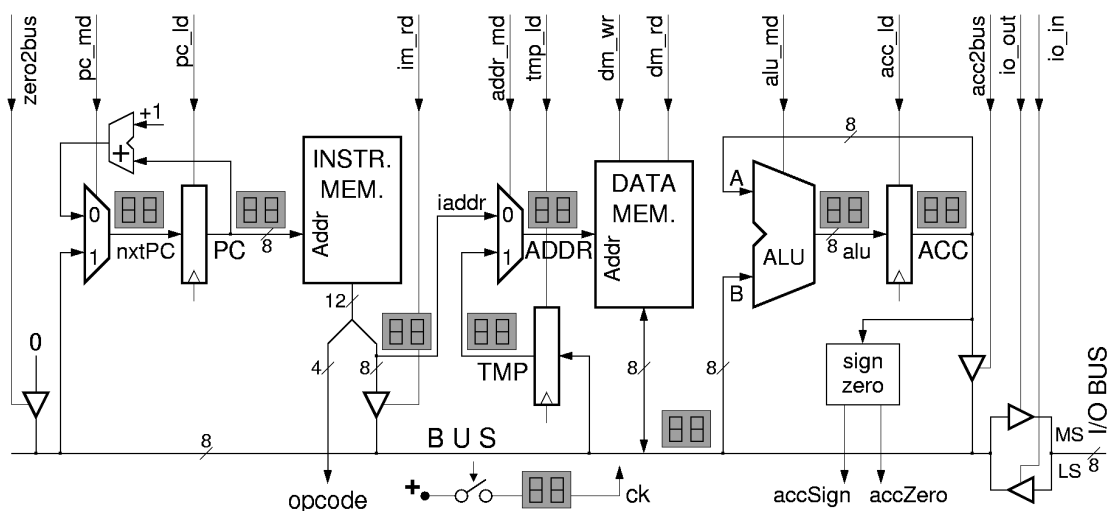 zero2bus
pc_md
pc_ld
im_rd
addr_md
tmp_ld
dm_wr
dm_rd
alu_md
acc_ld
acc2bus
io_out
io_in
+1
+
INSTR.
MEM.
Addr
DATA
MEM.
Addr
8
A
B
ALU
0
1
nxtPC
PC
8
iaddr
0
1
ADDR
8
alu
ACC
12
4
8
TMP
8
8
sign
zero
0
8
BUS
MS
LS
8
I/O BUS
opcode
+
ck
accSign
accZero